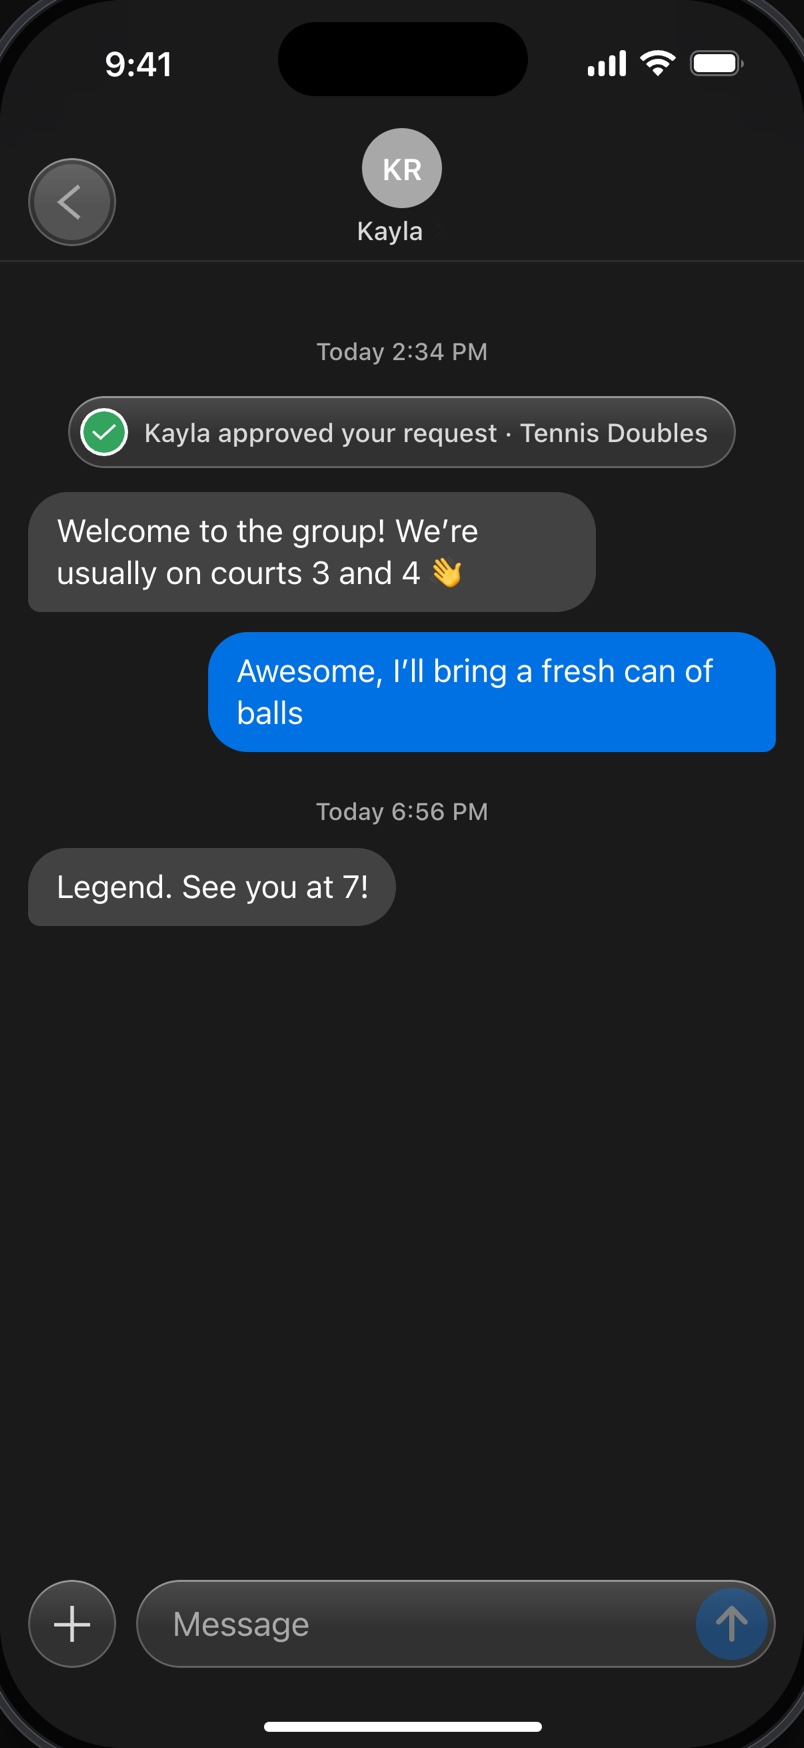 9:41
KR
Kayla
Today 2:34 PM
Kayla approved your request · Tennis Doubles
Welcome to the group! We’re
usually on courts 3 and 4 👋
Awesome, I’ll bring a fresh can of
balls
Today 6:56 PM
Legend. See you at 7!
Message